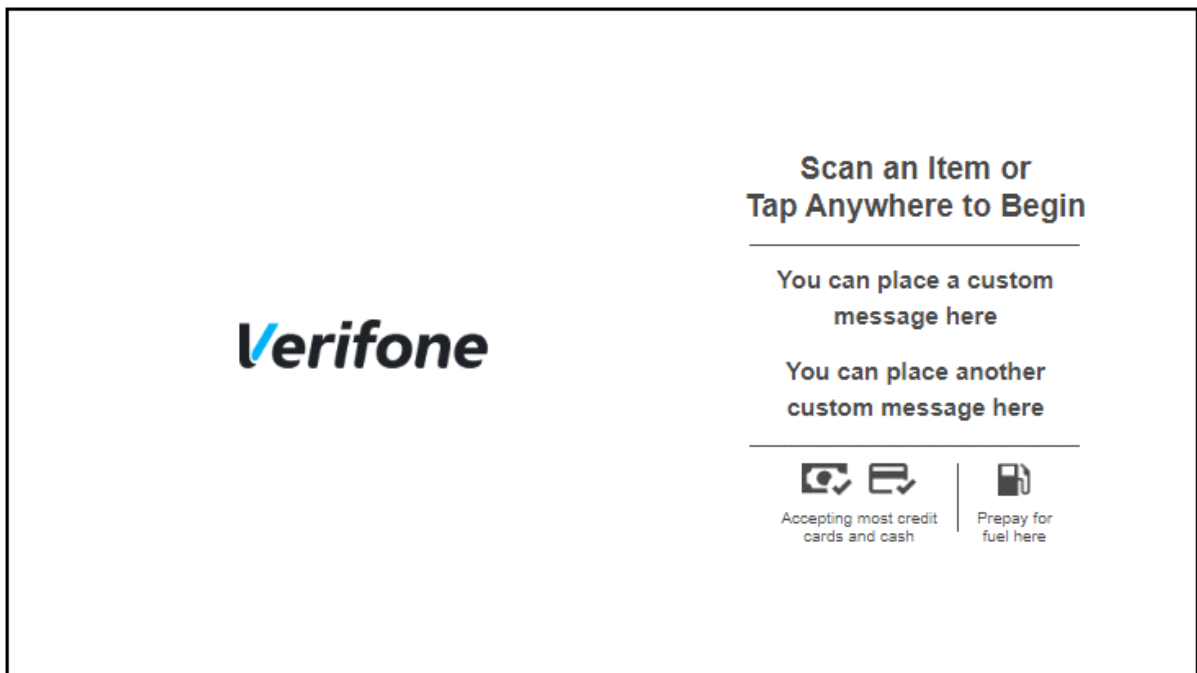 Verifone
Scan an Item or
Tap Anywhere to Begin
You can place a custom
message here
You can place another
custom message here
Accepting most credit
cards and cash
Prepay for
fuel here